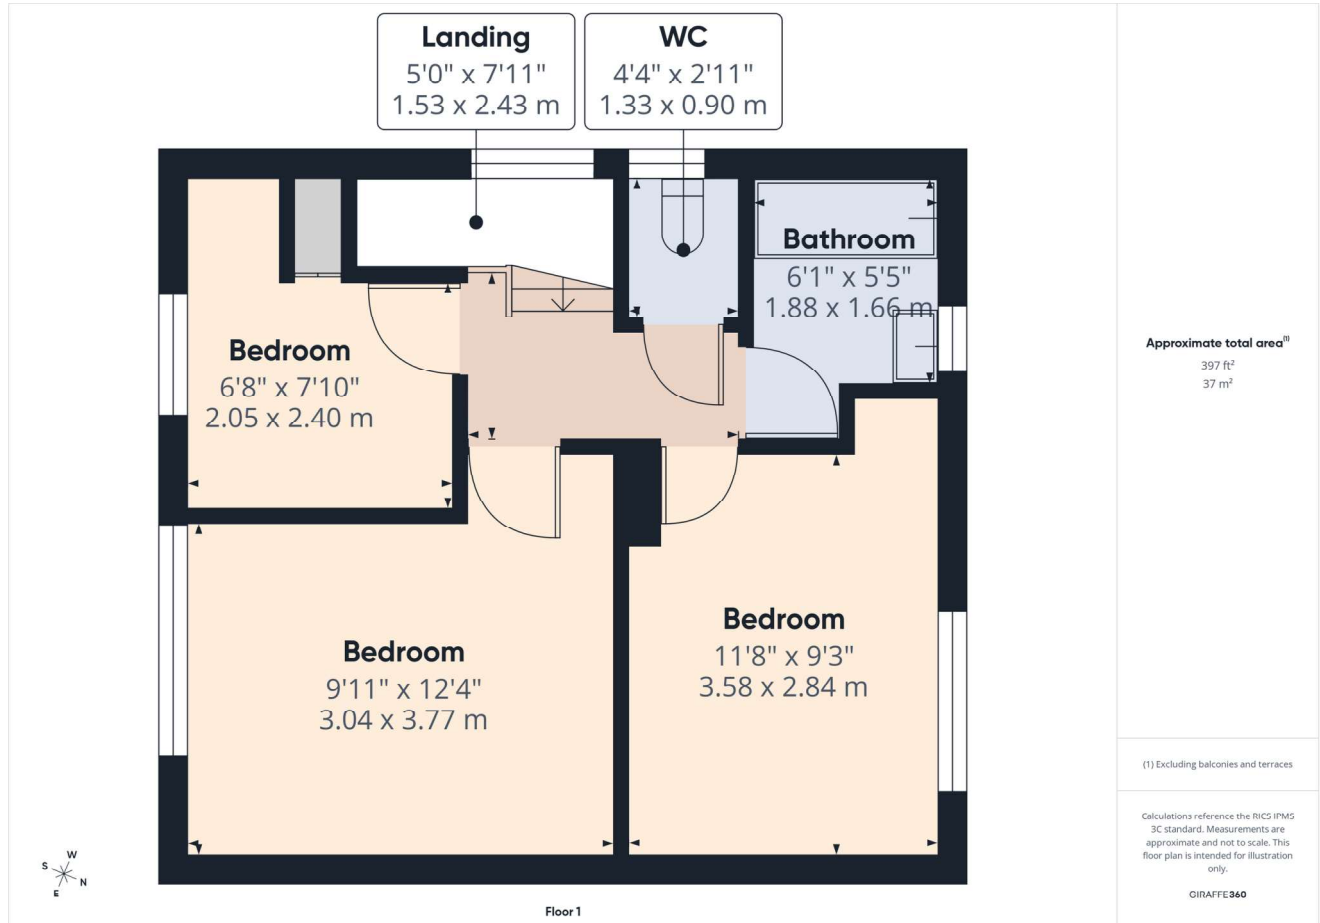 Landing
5'0" x 7'11"
1.53 x 2.43 m
WC
4'4" x 2'11"
1.33 x 0.90 m
Bathroom
6'1" x 5'5"
1.88 x 1.66 m
Bedroom
6'8" x 7'10"
2.05 x 2.40 m
Bedroom
9'11" x 12'4"
3.04 x 3.77 m
Bedroom
11'8" x 9'3"
3.58 x 2.84 m
W
S
N
E
Floor 1
Approximate total area(1)
397 ft²
37 m²
(1) Excluding balconies and terraces
Calculations reference the RICS IPMS
3C standard. Measurements are
approximate and not to scale. This
floor plan is intended for illustration
only.
GIRAFFE360